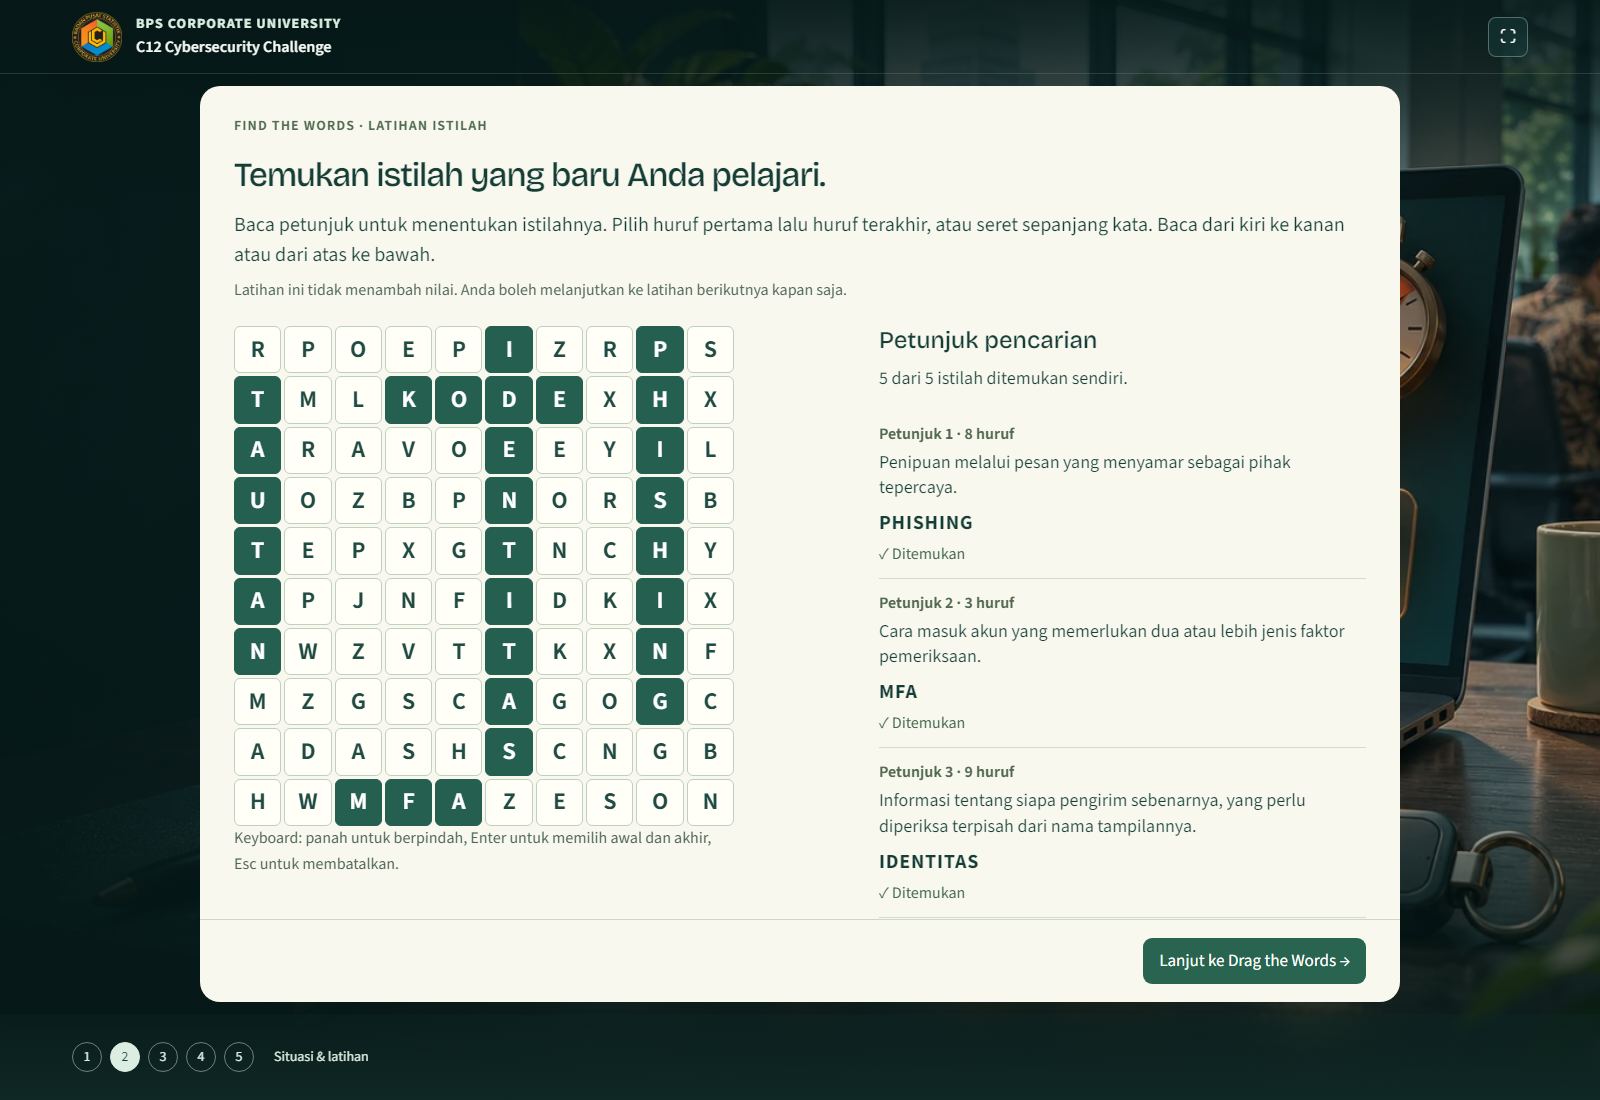 BPS CORPORATE UNIVERSITY
C12 Cybersecurity Challenge
FIND THE WORDS · LATIHAN ISTILAH
Temukan istilah yang baru Anda pelajari.
Baca petunjuk untuk menentukan istilahnya. Pilih huruf pertama lalu huruf terakhir, atau seret sepanjang kata. Baca dari kiri ke kanan
atau dari atas ke bawah.
Latihan ini tidak menambah nilai. Anda boleh melanjutkan ke latihan berikutnya kapan saja.
R P O E P I Z R P S
T M L K O D E X H X
A R A V O E E Y I L
U O Z B P N O R S B
T E P X G T N C H Y
A P J N F I D K I X
N W Z V T T K X N F
M Z G S C A G O G C
A D A S H S C N G B
H W M F A Z E S O N
Keyboard: panah untuk berpindah, Enter untuk memilih awal dan akhir,
Esc untuk membatalkan.
Petunjuk pencarian
5 dari 5 istilah ditemukan sendiri.
Petunjuk 1 · 8 huruf
Penipuan melalui pesan yang menyamar sebagai pihak
tepercaya.
PHISHING
✓ Ditemukan
Petunjuk 2 · 3 huruf
Cara masuk akun yang memerlukan dua atau lebih jenis faktor
pemeriksaan.
MFA
✓ Ditemukan
Petunjuk 3 · 9 huruf
Informasi tentang siapa pengirim sebenarnya, yang perlu
diperiksa terpisah dari nama tampilannya.
IDENTITAS
✓ Ditemukan
Lanjut ke Drag the Words →
1 2 3 4 5 Situasi & latihan